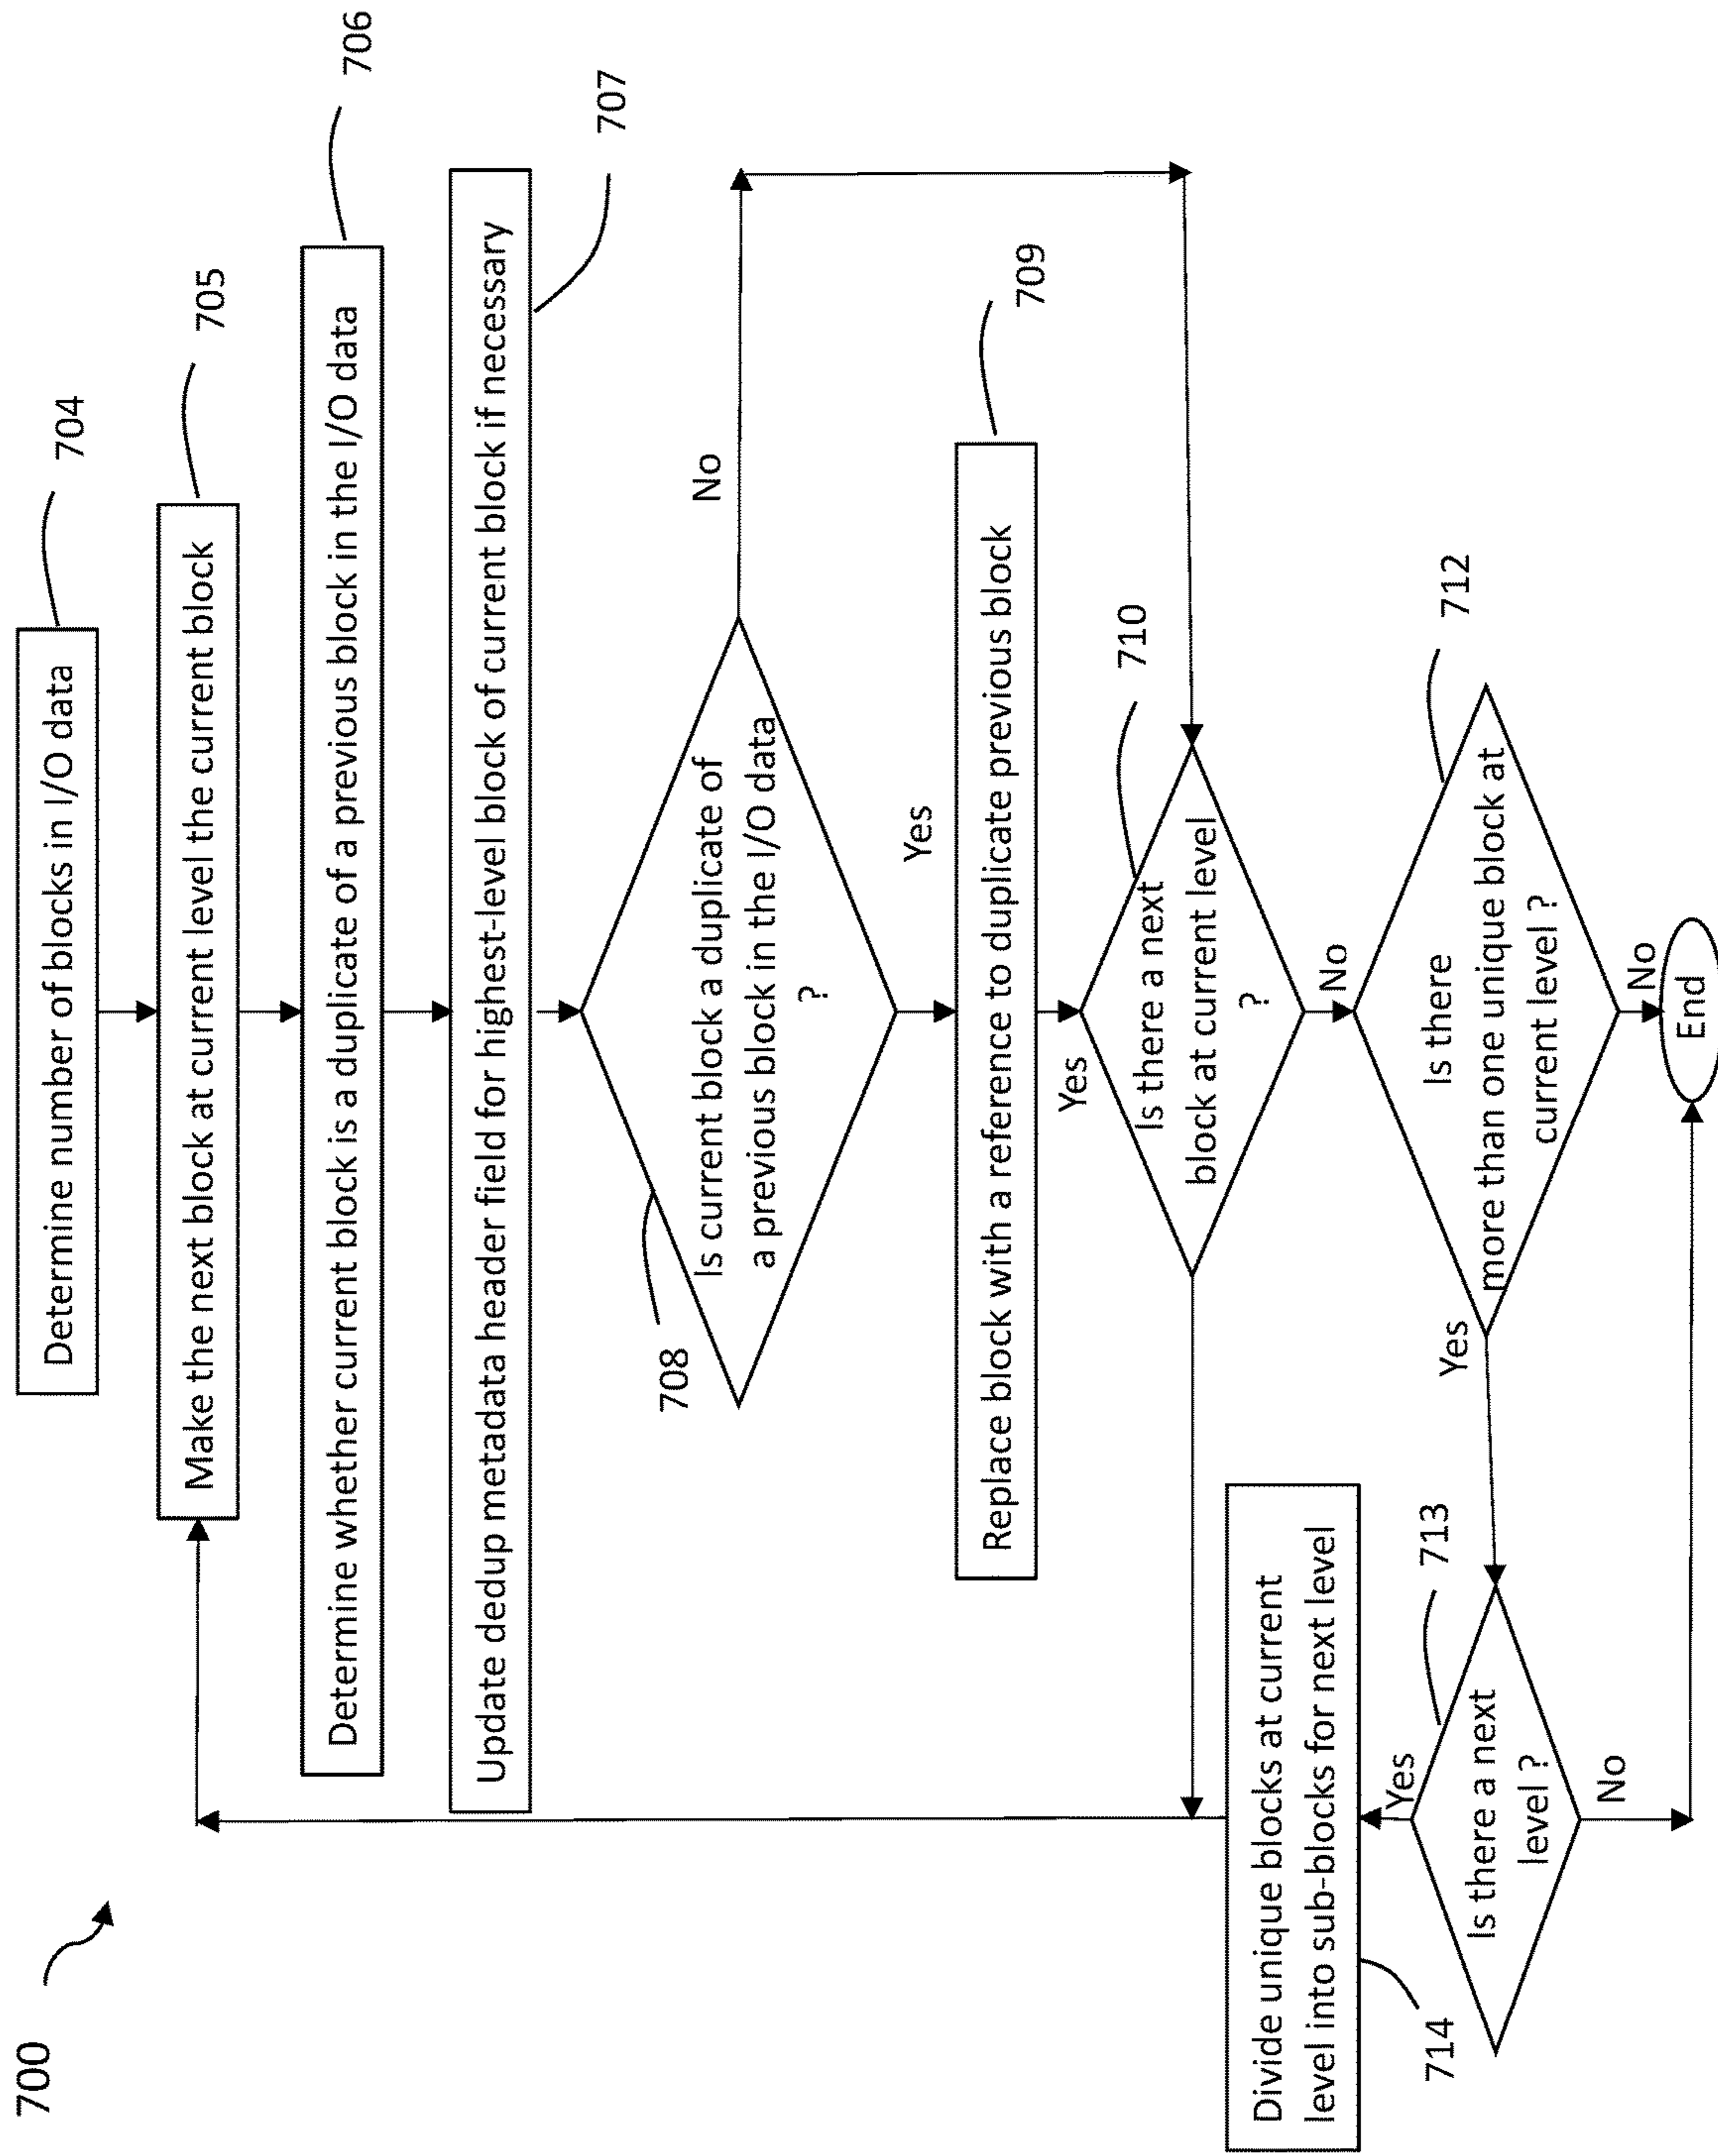 700
Determine number of blocks in I/O data
704
Make the next block at current level the current block
705
Determine whether current block is a duplicate of a previous block in the I/O data
706
Update dedup metadata header field for highest-level block of current block if necessary
707
Is current block a duplicate of
a previous block in the I/O data
?
708
No
Yes
Replace block with a reference to duplicate previous block
709
Yes
Is there a next
block at current level
?
710
No
Is there
more than one unique block at
current level ?
712
Yes
No
End
Is there a next
level ?
713
Yes
No
Divide unique blocks at current
level into sub-blocks for next level
714